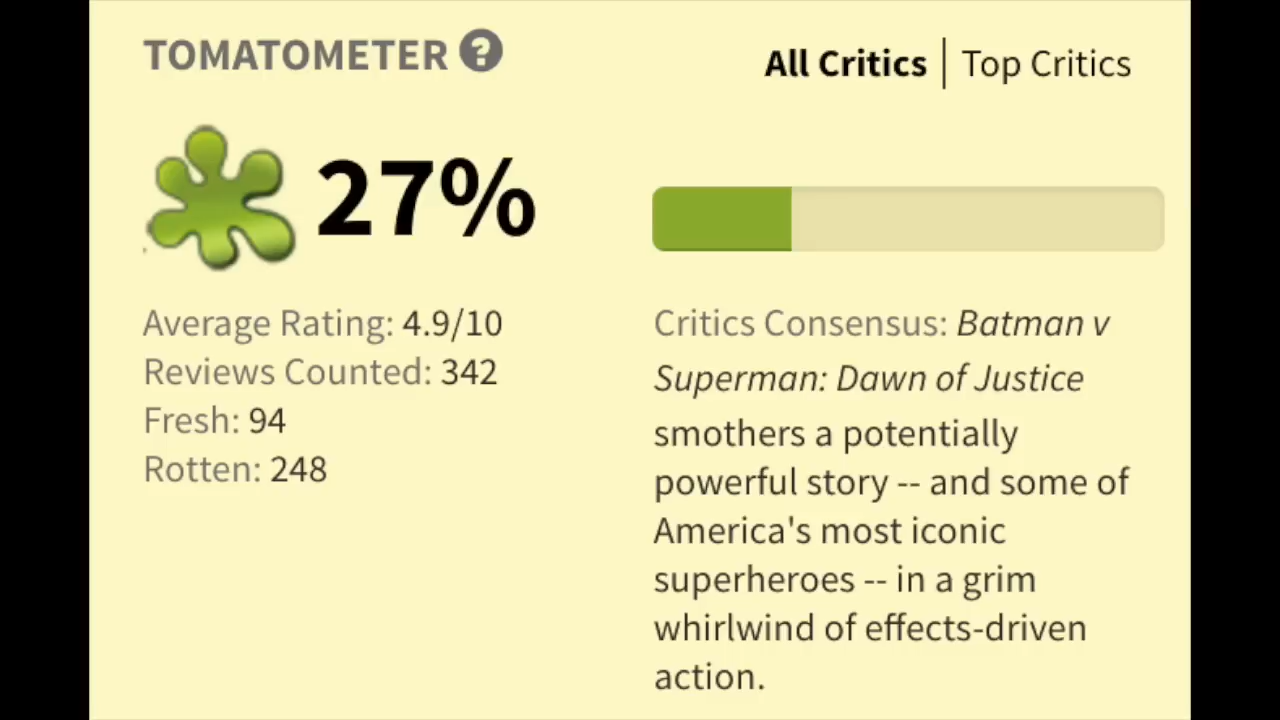 TOMATOMETER ?
All Critics | Top Critics
27%
Average Rating: 4.9/10
Reviews Counted: 342
Fresh: 94
Rotten: 248
Critics Consensus: Batman v
Superman: Dawn of Justice
smothers a potentially
powerful story -- and some of
America's most iconic
superheroes -- in a grim
whirlwind of effects-driven
action.